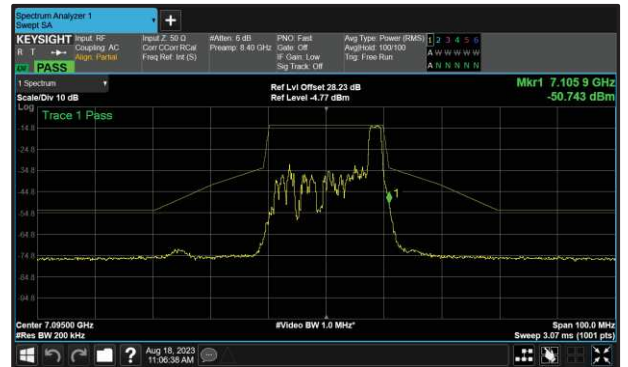 Spectrum Analyzer 1
Swept SA
+
KEYSIGHT Input: RF Input Z: 50 Ω #Atten: 6 dB PNO: Fast Avg Type: Power (RMS) 1 2 3 4 5 6
R T Coupling: AC Corr CCorr RCal Preamp: 8.40 GHz Gate: Off Avg|Hold: 100/100 A W W W W W
Align: Partial Freq Ref: Int (S) IF Gain: Low Trig: Free Run
PASS Sig Track: Off A N N N N N
1 Spectrum Ref Lvl Offset 28.23 dB Mkr1 7.105 9 GHz
Scale/Div 10 dB Ref Level -4.77 dBm -50.743 dBm
Log
Trace 1 Pass
-14.8
-24.8
-34.8
-44.8
1
-54.8
-64.8
-74.8
-84.8
-94.8
Center 7.09500 GHz #Video BW 1.0 MHz* Span 100.0 MHz
#Res BW 200 kHz Sweep 3.07 ms (1001 pts)
? Aug 18, 2023
11:06:38 AM